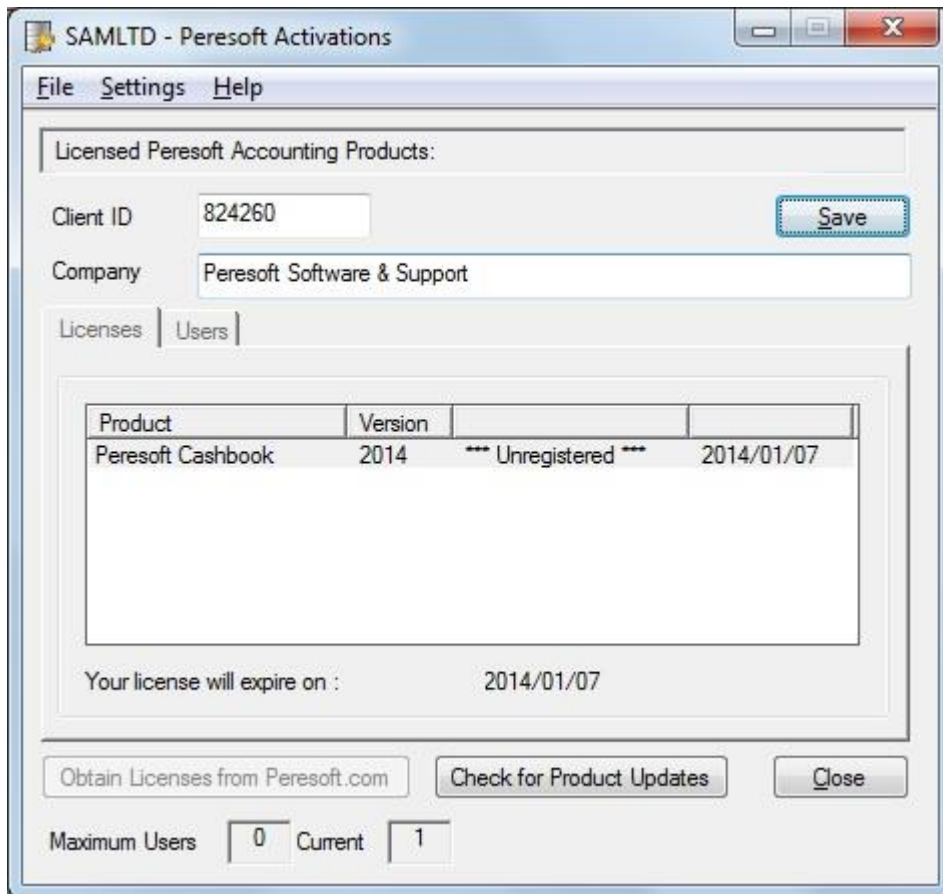 SAMLTD - Peresoft Activations
File Settings Help
Licensed Peresoft Accounting Products:
Client ID 824260 Save
Company Peresoft Software & Support
Licenses Users
Product Version
Peresoft Cashbook 2014 *** Unregistered *** 2014/01/07
Your license will expire on : 2014/01/07
Obtain Licenses from Peresoft.com Check for Product Updates Close
Maximum Users 0 Current 1